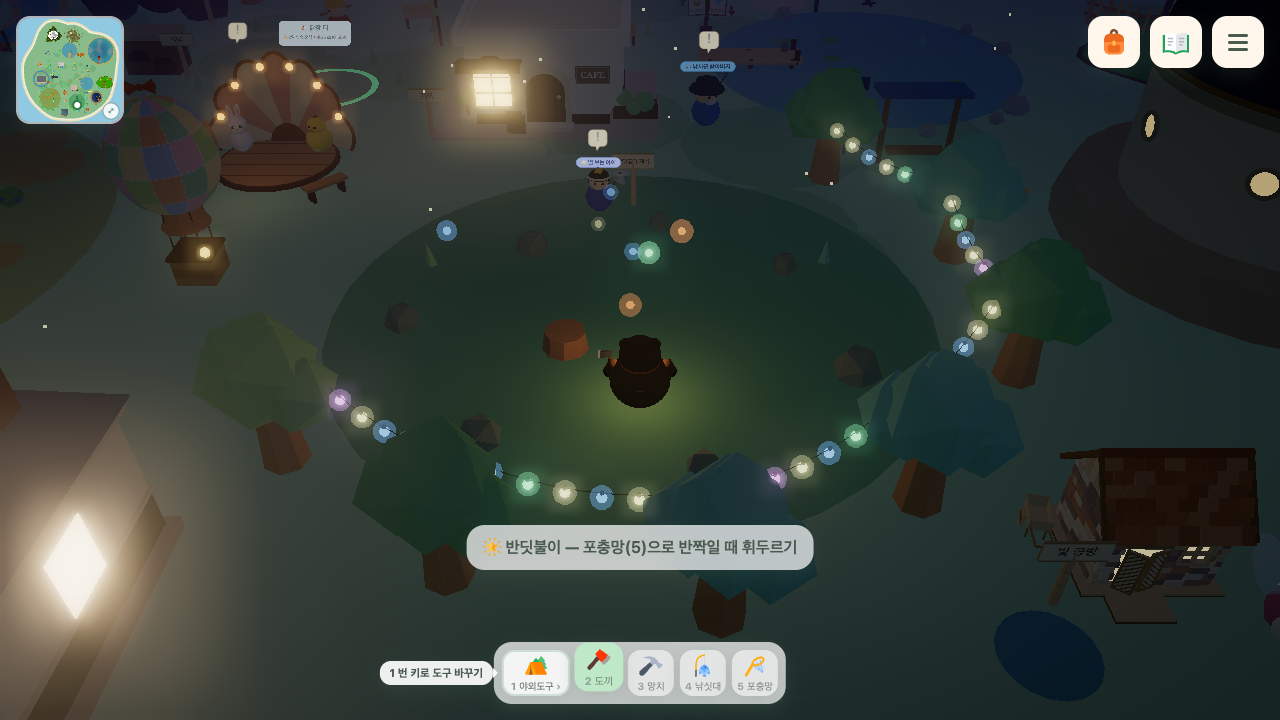 CAFE
☀️ 반딧불이 — 포충망(5)으로 반짝일 때 휘두르기
빛 공방
1 번 키로 도구 바꾸기
1 야외도구 ›
2 도끼
3 망치
4 낚싯대
5 포충망